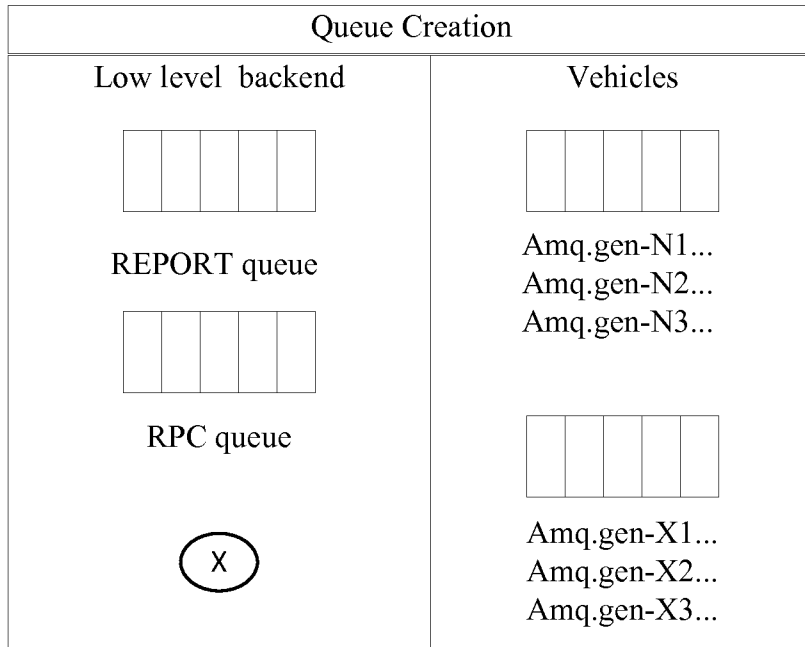 Queue Creation
Low level backend
REPORT queue
RPC queue
X
Vehicles
Amq.gen-N1...
Amq.gen-N2...
Amq.gen-N3...
Amq.gen-X1...
Amq.gen-X2...
Amq.gen-X3...